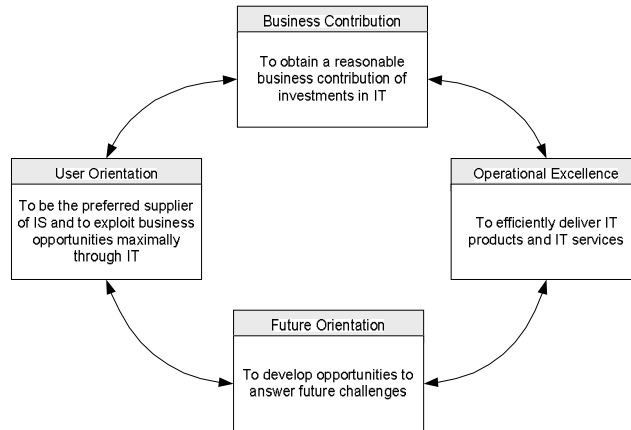 Business Contribution
To obtain a reasonable
business contribution of
investments in IT
User Orientation
To be the preferred supplier
of IS and to exploit business
opportunities maximally
through IT
Operational Excellence
To efficiently deliver IT
products and IT services
Future Orientation
To develop opportunities to
answer future challenges